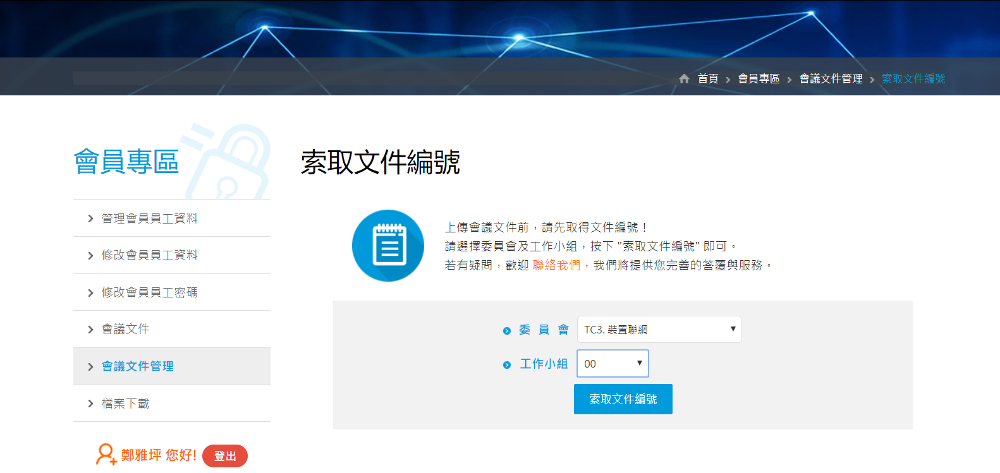 首頁 > 會員專區 > 會議文件管理 > 索取文件編號
會員專區
管理會員員工資料
修改會員員工資料
修改會員員工密碼
會議文件
會議文件管理
檔案下載
鄭雅坪 您好! 登出
索取文件編號
上傳會議文件前，請先取得文件編號！
請選擇委員會及工作小組，按下 "索取文件編號" 即可。
若有疑問，歡迎 聯絡我們，我們將提供您完善的答覆與服務。
委 員 會 TC3. 裝置聯網
工作小組 00
索取文件編號